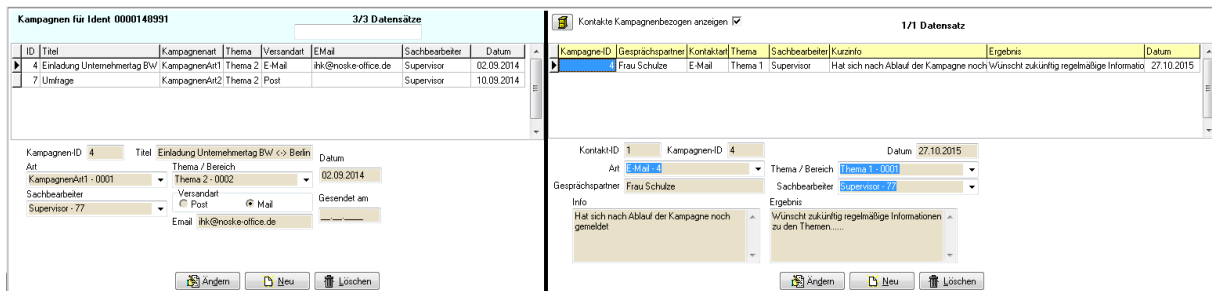 Kampagnen für Ident 0000148991
3/3 Datensätze
ID Titel Kampagnenart Thema Versandart EMail Sachbearbeiter Datum
4 Einladung Unternehmertag BW KampagnenArt1 Thema 2 E-Mail ihk@noske-office.de Supervisor 02.09.2014
7 Umfrage KampagnenArt2 Thema 2 Post Supervisor 10.09.2014
Kampagnen-ID 4 Titel Einladung Unternehmertag BW <-> Berlin
Datum
Art Thema / Bereich
KampagnenArt1 - 0001 Thema 2 - 0002 02.09.2014
Sachbearbeiter Versandart
Supervisor - 77 Post Mail Gesendet am
Email ihk@noske-office.de __.__.____
Ändern Neu Löschen
Kontakte Kampagnenbezogen anzeigen
1/1 Datensatz
Kampagne-ID Gesprächspartner Kontaktart Thema Sachbearbeiter Kurzinfo Ergebnis Datum
4 Frau Schulze E-Mail Thema 1 Supervisor Hat sich nach Ablauf der Kampagne noch Wünscht zukünftig regelmäßige Informatio 27.10.2015
Kontakt-ID 1 Kampagnen-ID 4 Datum 27.10.2015
Art E-Mail - 4 Thema / Bereich Thema 1 - 0001
Gesprächspartner Frau Schulze Sachbearbeiter Supervisor - 77
Info Ergebnis
Hat sich nach Ablauf der Kampagne noch Wünscht zukünftig regelmäßige Informationen
gemeldet zu den Themen......
Ändern Neu Löschen